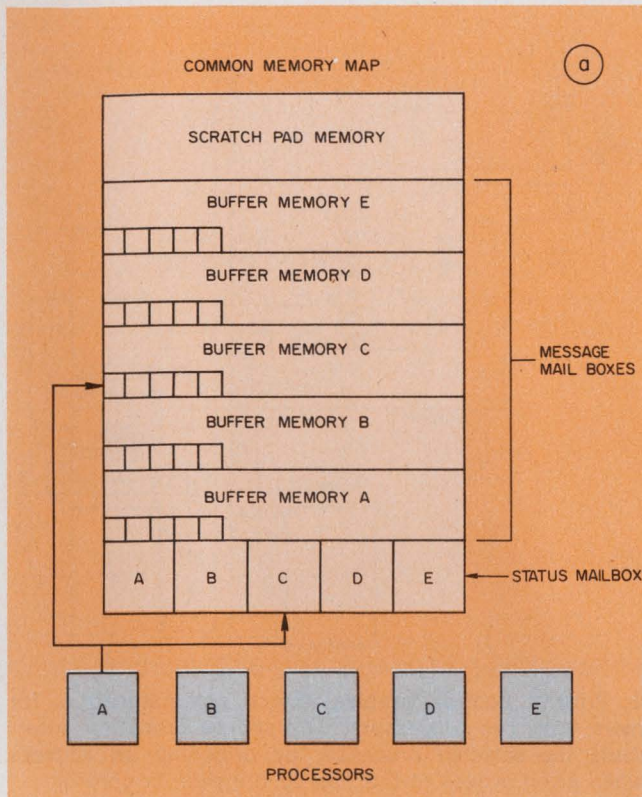 COMMON MEMORY MAP
a
SCRATCH PAD MEMORY
BUFFER MEMORY E
BUFFER MEMORY D
BUFFER MEMORY C
BUFFER MEMORY B
BUFFER MEMORY A
MESSAGE
MAIL BOXES
A B C D E
STATUS MAILBOX
A B C D E
PROCESSORS